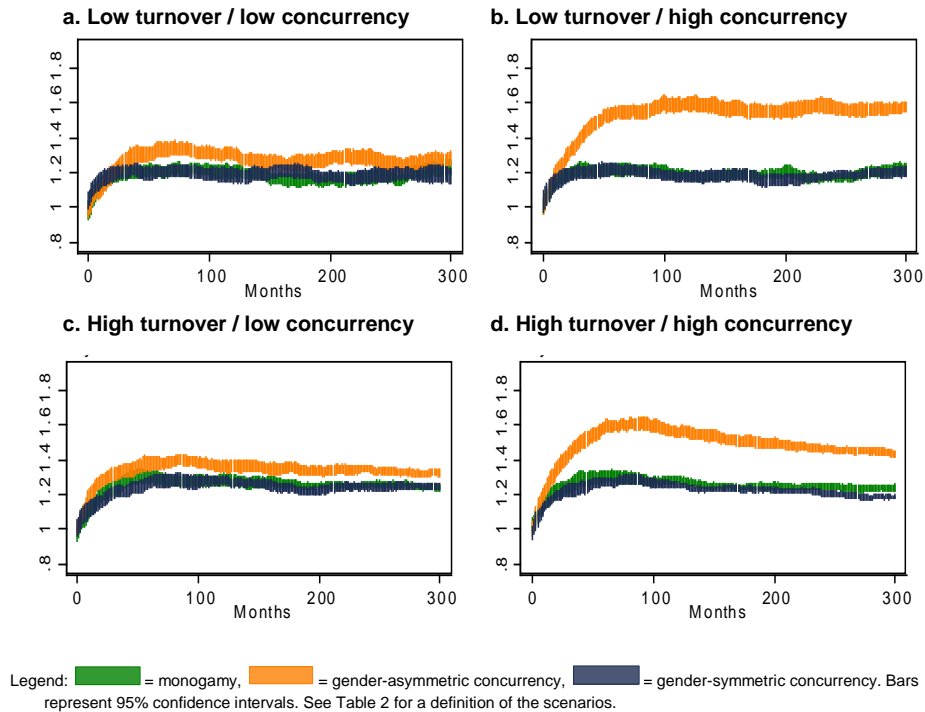 a. Low turnover / low concurrency
b. Low turnover / high concurrency
.8 1 1.2 1.4 1.6 1.8
0 100 200 300
Months
.8 1 1.2 1.4 1.6 1.8
0 100 200 300
Months
c. High turnover / low concurrency
d. High turnover / high concurrency
.8 1 1.2 1.4 1.6 1.8
0 100 200 300
Months
.8 1 1.2 1.4 1.6 1.8
0 100 200 300
Months
Legend: = monogamy, = gender-asymmetric concurrency, = gender-symmetric concurrency. Bars
represent 95% confidence intervals. See Table 2 for a definition of the scenarios.